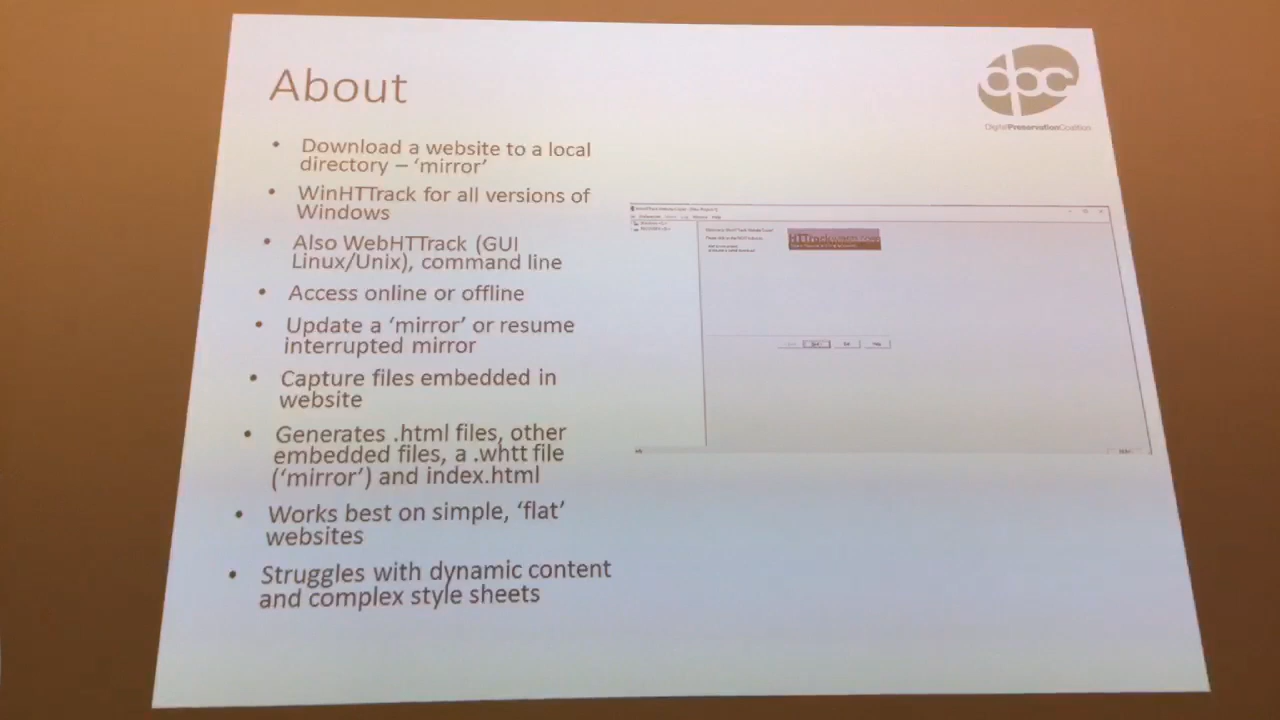 About
dpc
DigitalPreservationCoalition
• Download a website to a local
directory – ‘mirror’
• WinHTTrack for all versions of
Windows
• Also WebHTTrack (GUI
Linux/Unix), command line
• Access online or offline
• Update a ‘mirror’ or resume
interrupted mirror
• Capture files embedded in
website
• Generates .html files, other
embedded files, a .whtt file
(‘mirror’) and index.html
• Works best on simple, ‘flat’
websites
• Struggles with dynamic content
and complex style sheets